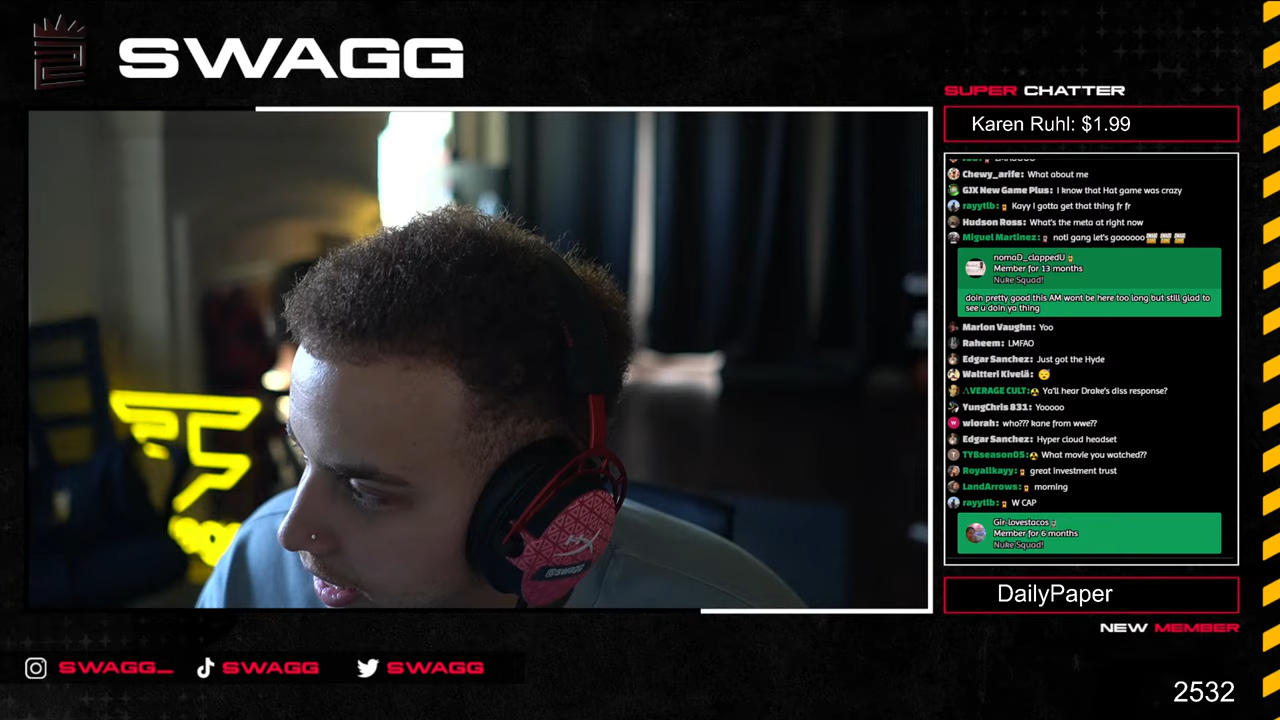 SWAGG
SUPER CHATTER
Karen Ruhl: $1.99
Chewy_arife: What about me
GJX New Game Plus: I know that Hat game was crazy
rayytlb: Kayy I gotta get that thing fr fr
Hudson Ross: What's the meta at right now
Miguel Martinez: noti gang let's goooooo
nomaD_clappedU
Member for 13 months
Nuke Squad!
doin pretty good this AM wont be here too long but still glad to
see u doin ya thing
Marlon Vaughn: Yoo
Raheem: LMFAO
Edgar Sanchez: Just got the Hyde
Waltteri Kivelä:
/\VERAGE CULT: Ya'll hear Drake's diss response?
YungChris 831: Yooooo
wiorah: who??? kane from wwe??
Edgar Sanchez: Hyper cloud headset
TYBseason05: What movie you watched??
Royallkayy: great investment trust
LandArrows: morning
rayytlb: W CAP
Gir-lovestacos
Member for 6 months
Nuke Squad!
DailyPaper
NEW MEMBER
@SWAGG
SWAGG_ SWAGG SWAGG
2532